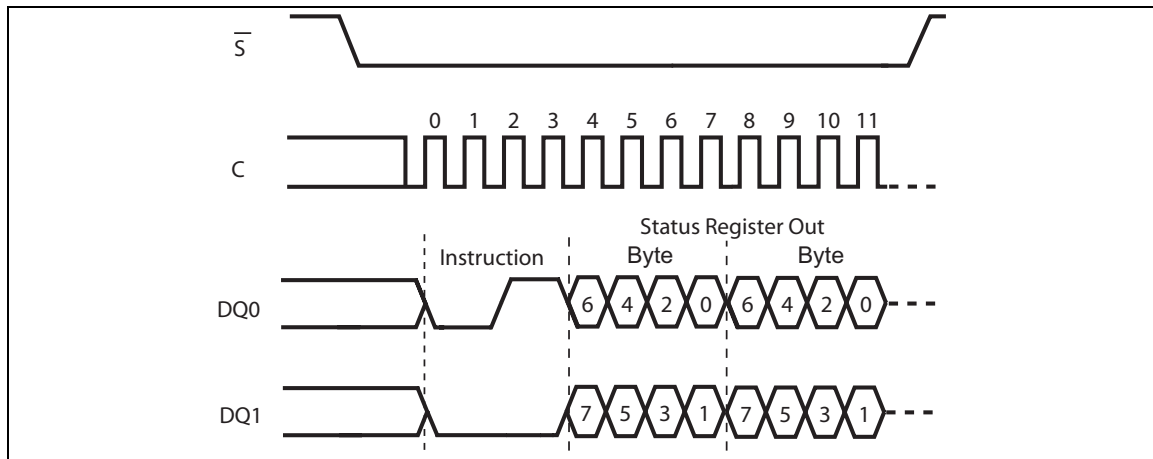 S̅
0 1 2 3 4 5 6 7 8 9 10 11
C
Status Register Out
Instruction Byte Byte
DQ0 6 4 2 0 6 4 2 0
DQ1 7 5 3 1 7 5 3 1